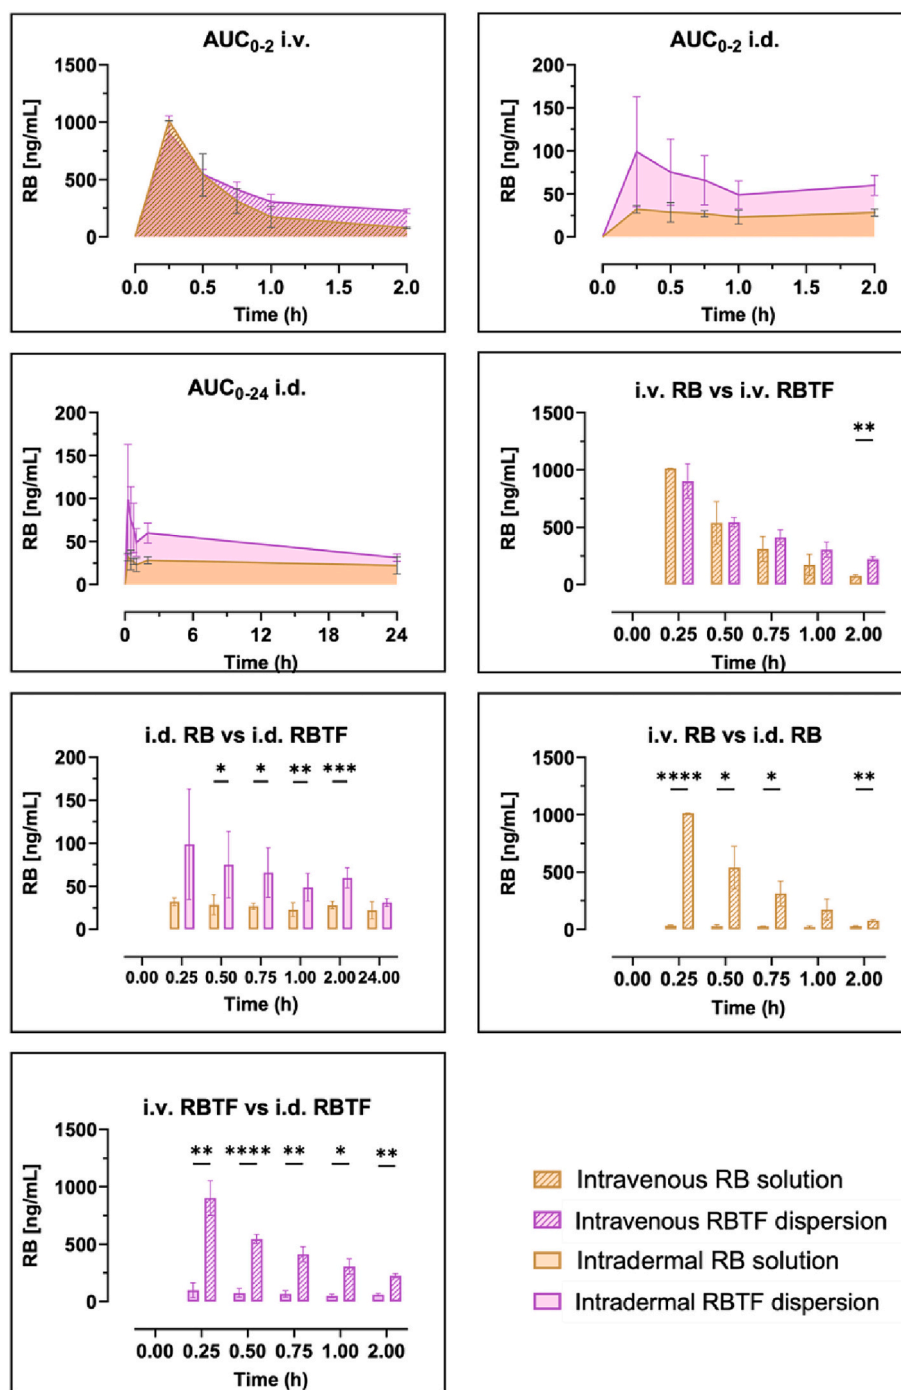 AUC0-2 i.v.
RB [ng/mL]
1500
1000
500
0
0.0 0.5 1.0 1.5 2.0
Time (h)
AUC0-2 i.d.
RB [ng/mL]
200
150
100
50
0
0.0 0.5 1.0 1.5 2.0
Time (h)
AUC0-24 i.d.
RB [ng/mL]
200
150
100
50
0
0 6 12 18 24
Time (h)
i.v. RB vs i.v. RBTF
RB [ng/mL]
1500
1000
500
0
**
0.00 0.25 0.50 0.75 1.00 2.00
Time (h)
i.d. RB vs i.d. RBTF
RB [ng/mL]
200
150
100
50
0
* * ** ***
0.00 0.25 0.50 0.75 1.00 2.00 24.00
Time (h)
i.v. RB vs i.d. RB
RB [ng/mL]
1500
1000
500
0
**** * * **
0.00 0.25 0.50 0.75 1.00 2.00
Time (h)
i.v. RBTF vs i.d. RBTF
RB [ng/mL]
1500
1000
500
0
** **** ** * **
0.00 0.25 0.50 0.75 1.00 2.00
Time (h)
Intravenous RB solution
Intravenous RBTF dispersion
Intradermal RB solution
Intradermal RBTF dispersion